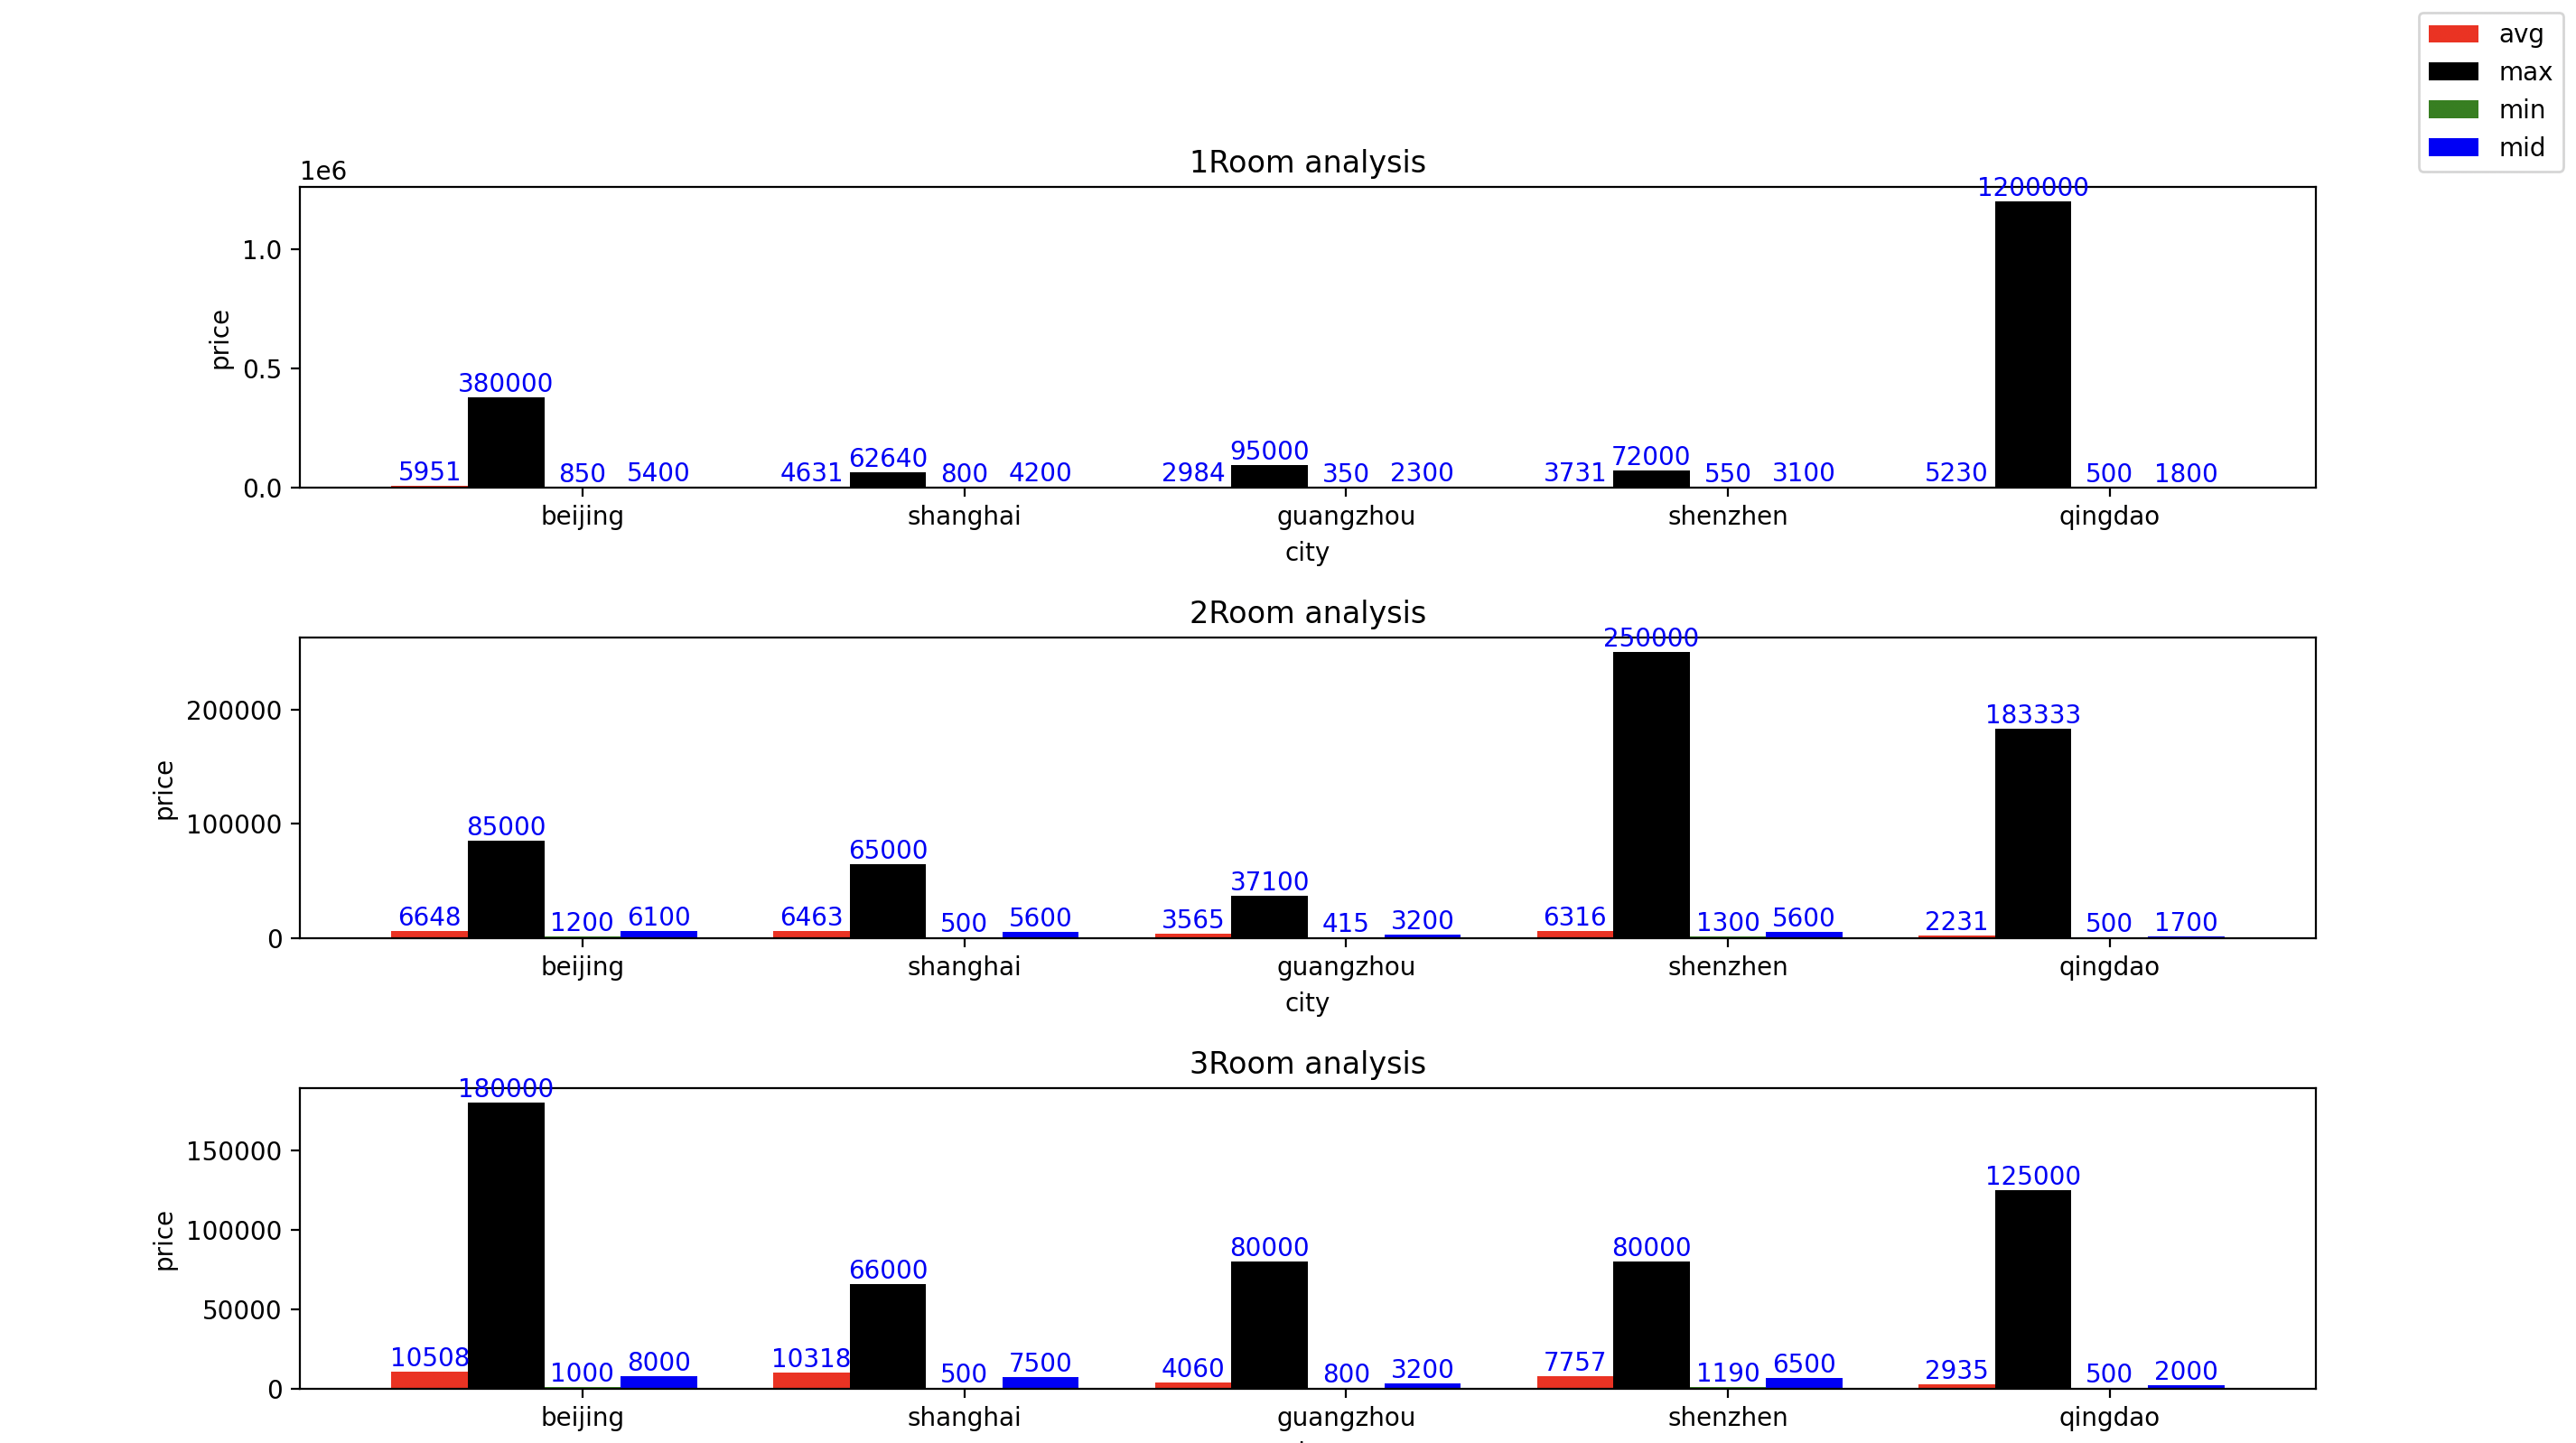 avg
max
min
mid
1Room analysis
1e6
price
1.0
0.5
0.0
5951 380000 850 5400 4631 62640 800 4200 2984 95000 350 2300 3731 72000 550 3100 5230 1200000 500 1800
beijing shanghai guangzhou shenzhen qingdao
city
2Room analysis
price
200000
100000
0
6648 85000 1200 6100 6463 65000 500 5600 3565 37100 415 3200 6316 250000 1300 5600 2231 183333 500 1700
beijing shanghai guangzhou shenzhen qingdao
city
3Room analysis
price
150000
100000
50000
0
10508 180000 1000 8000 10318 66000 500 7500 4060 80000 800 3200 7757 80000 1190 6500 2935 125000 500 2000
beijing shanghai guangzhou shenzhen qingdao